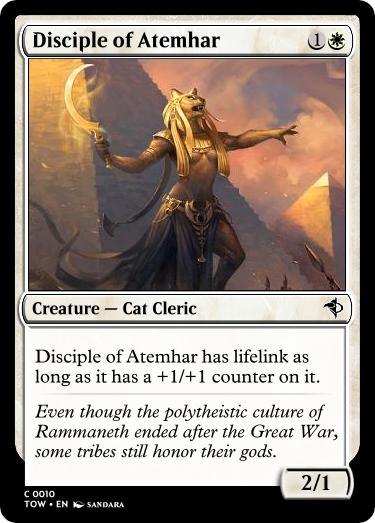 Disciple of Atemhar 1
Creature — Cat Cleric
Disciple of Atemhar has lifelink as
long as it has a +1/+1 counter on it.
Even though the polytheistic culture of
Rammaneth ended after the Great War,
some tribes still honor their gods.
2/1
C 0010
TOW • EN SANDARA